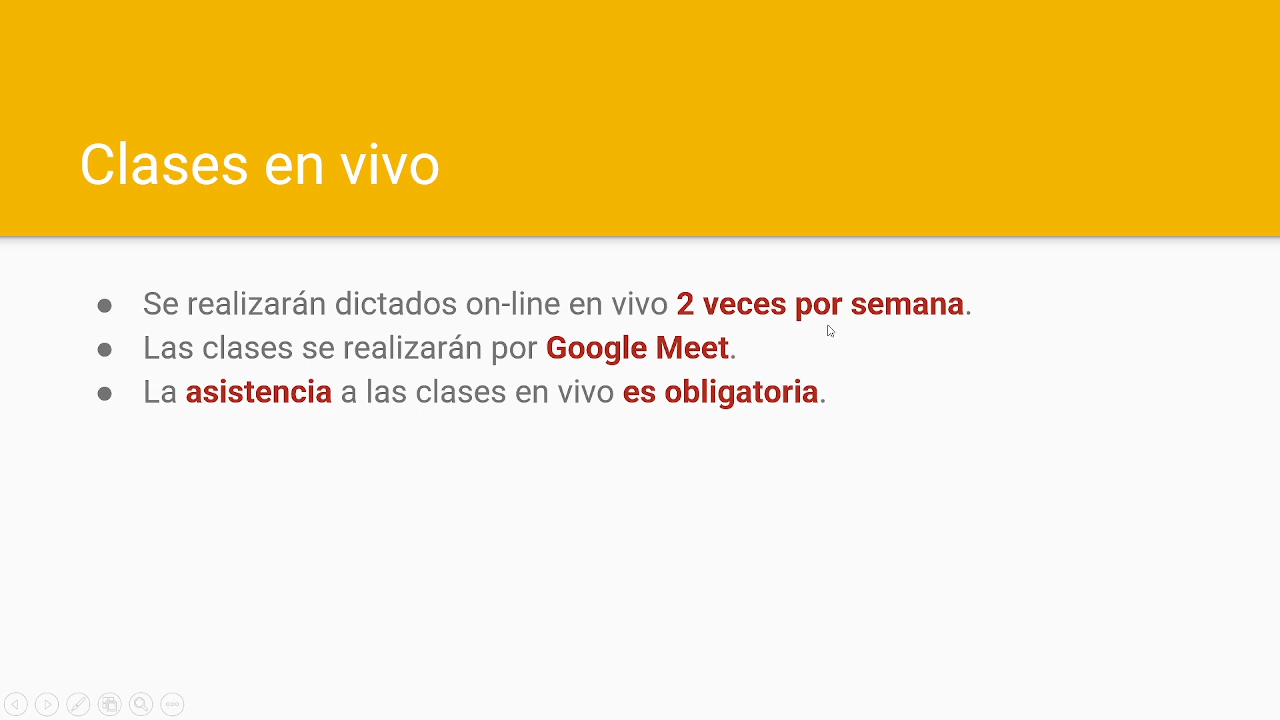 Clases en vivo
● Se realizarán dictados on-line en vivo 2 veces por semana.
● Las clases se realizarán por Google Meet.
● La asistencia a las clases en vivo es obligatoria.